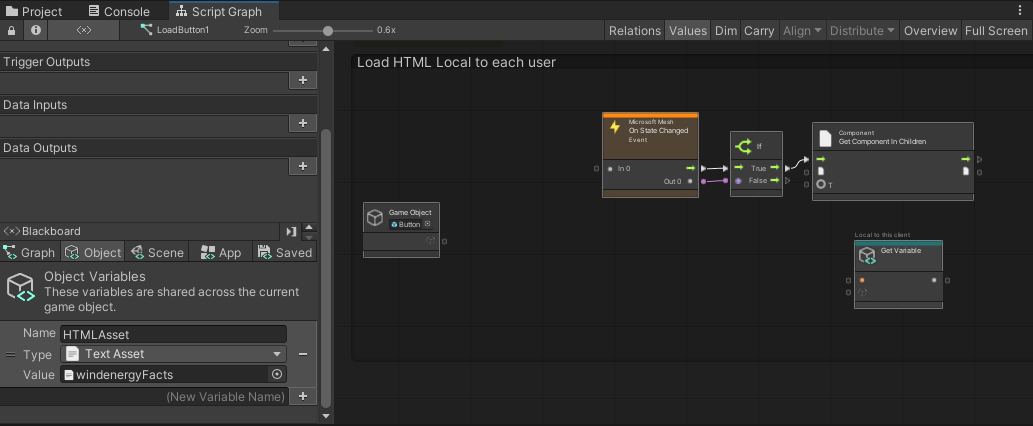 Project
Console
Script Graph
LoadButton1
Zoom
0.6x
Relations
Values
Dim
Carry
Align
Distribute
Overview
Full Screen
Trigger Outputs
Data Inputs
Data Outputs
Blackboard
Graph
Object
Scene
App
Saved
Object Variables
These variables are shared across the current
game object.
Name
HTMLAsset
Type
Text Asset
Value
windenergyFacts
(New Variable Name)
Load HTML Local to each user
Microsoft Mesh
On State Changed
Event
In 0
Out 0
If
True
False
Component
Get Component In Children
T
Game Object
Button
Local to this client
Get Variable